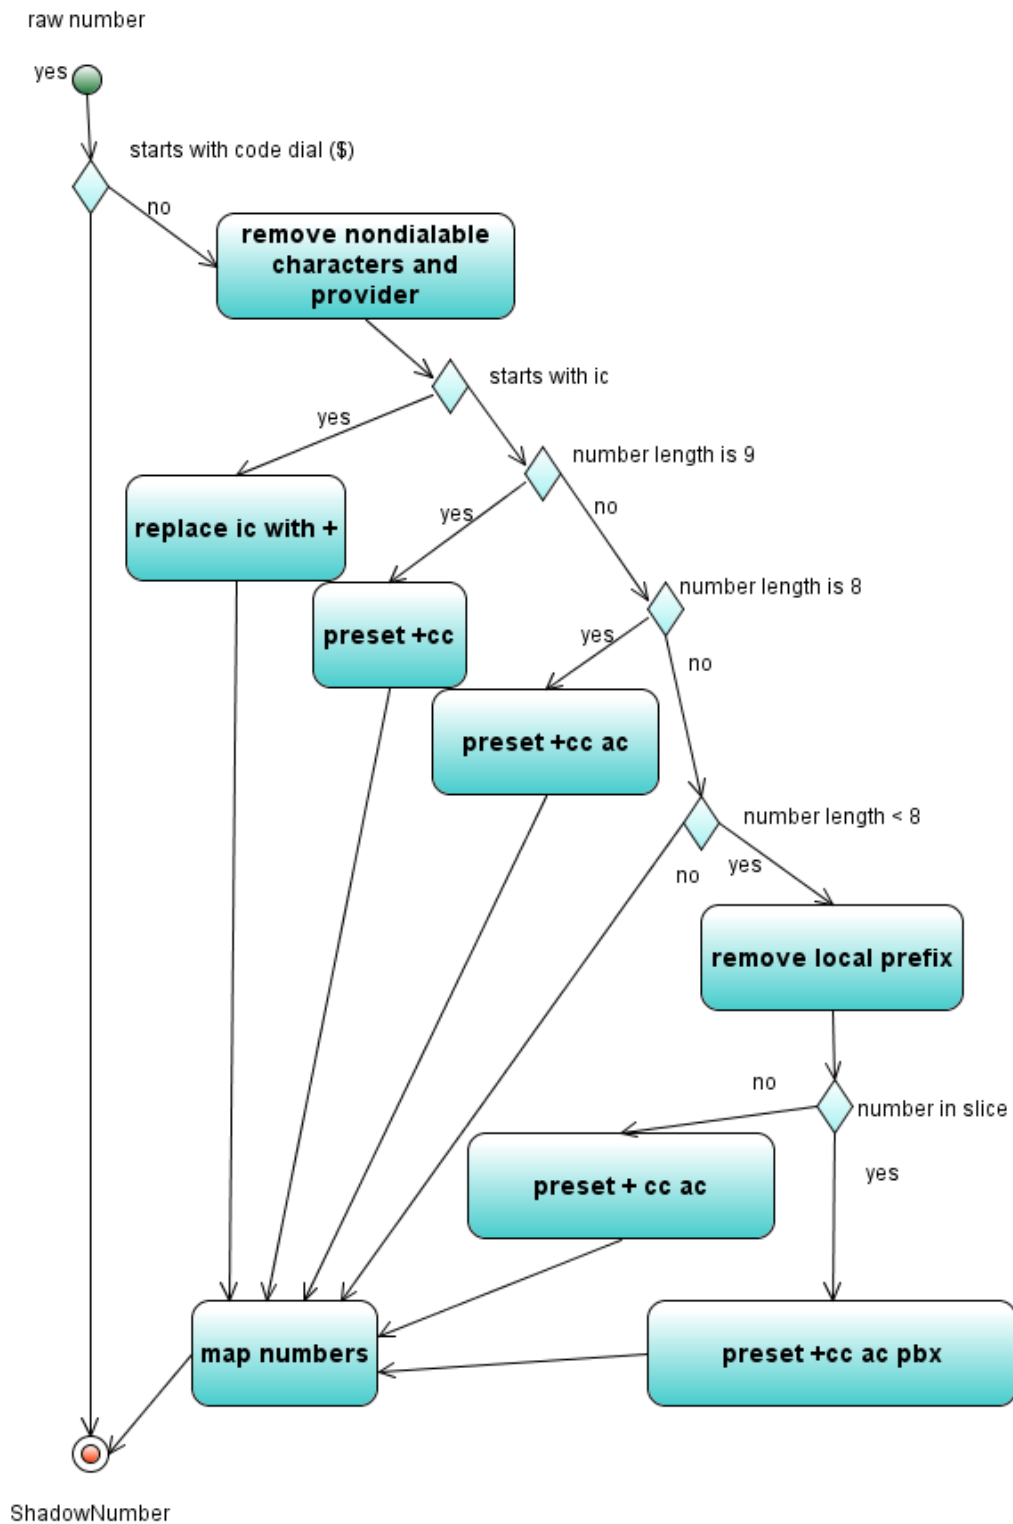 raw number
yes
starts with code dial ($)
no
remove nondialable
characters and
provider
starts with ic
yes
number length is 9
replace ic with +
yes
no
number length is 8
preset +cc
yes
no
preset +cc ac
number length < 8
no
yes
remove local prefix
no
number in slice
preset + cc ac
yes
map numbers
preset +cc ac pbx
ShadowNumber